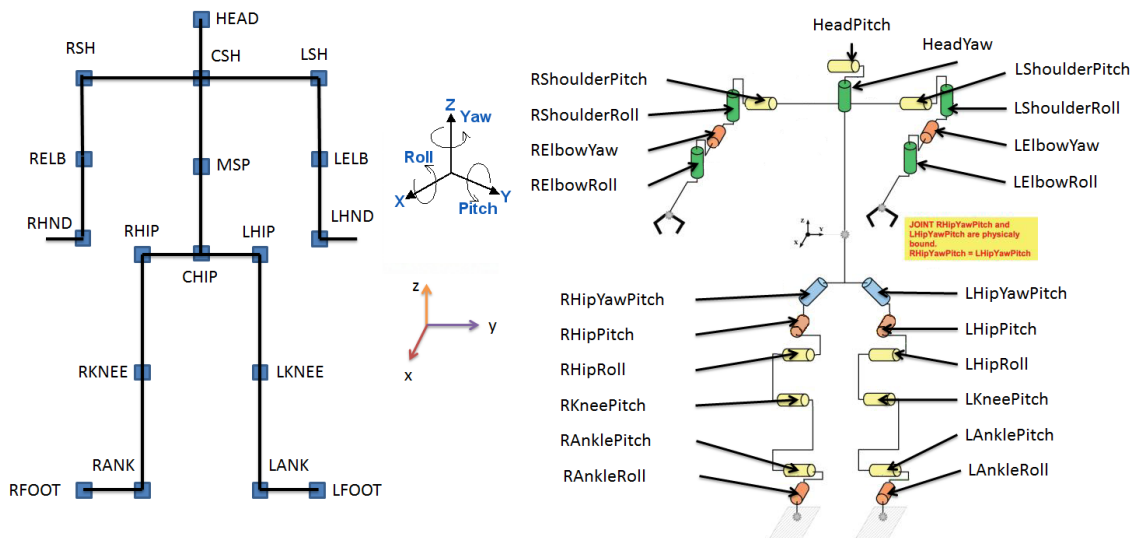 HEAD
RSH
CSH
LSH
RELB
MSP
LELB
RHND
LHND
RHIP
LHIP
CHIP
RKNEE
LKNEE
RANK
LANK
RFOOT
LFOOT
Z
Yaw
Roll
X
Y
Pitch
z
y
x
HeadPitch
HeadYaw
RShoulderPitch
LShoulderPitch
RShoulderRoll
LShoulderRoll
RElbowYaw
LElbowYaw
RElbowRoll
LElbowRoll
z
x
Y
JOINT RHipYawPitch and
LHipYawPitch are physicaly
bound.
RHipYawPitch = LHipYawPitch
RHipYawPitch
LHipYawPitch
RHipPitch
LHipPitch
RHipRoll
LHipRoll
RKneePitch
LKneePitch
RAnklePitch
LAnklePitch
RAnkleRoll
LAnkleRoll